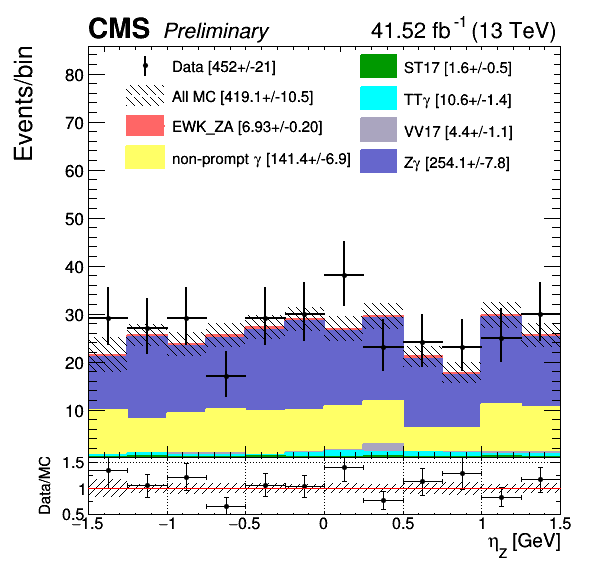 CMS Preliminary 41.52 fb⁻¹ (13 TeV)
Events/bin
Data [452+/-21]
All MC [419.1+/-10.5]
EWK_ZA [6.93+/-0.20]
non-prompt γ [141.4+/-6.9]
ST17 [1.6+/-0.5]
TTγ [10.6+/-1.4]
VV17 [4.4+/-1.1]
Zγ [254.1+/-7.8]
80
70
60
50
40
30
20
10
Data/MC
1.5
1
0.5
−1.5 −1 −0.5 0 0.5 1 1.5
η_Z [GeV]